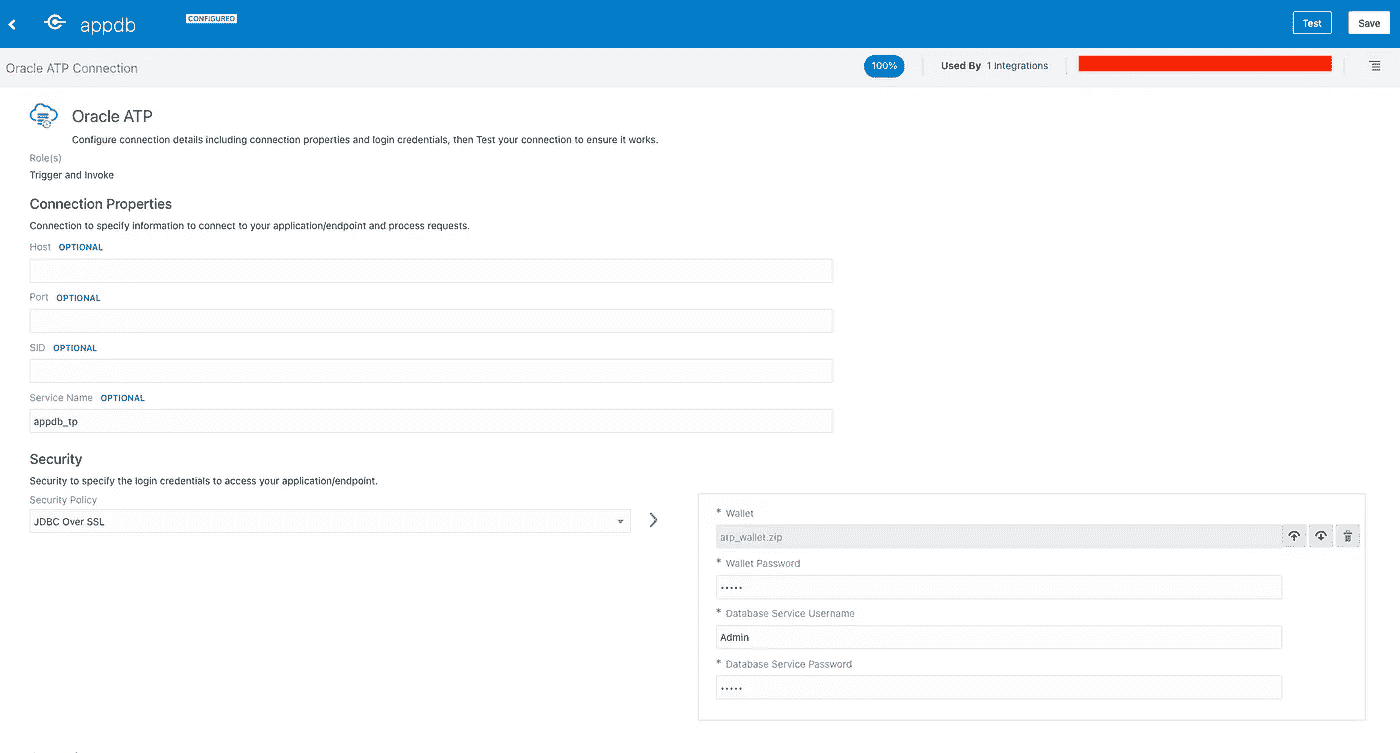 appdb
CONFIGURED
Test
Save
Oracle ATP Connection
100%
Used By 1 Integrations
Oracle ATP
Configure connection details including connection properties and login credentials, then Test your connection to ensure it works.
Role(s)
Trigger and Invoke
Connection Properties
Connection to specify information to connect to your application/endpoint and process requests.
Host OPTIONAL
Port OPTIONAL
SID OPTIONAL
Service Name OPTIONAL
appdb_tp
Security
Security to specify the login credentials to access your application/endpoint.
Security Policy
JDBC Over SSL
* Wallet
atp_wallet.zip
* Wallet Password
•••••
* Database Service Username
Admin
* Database Service Password
•••••